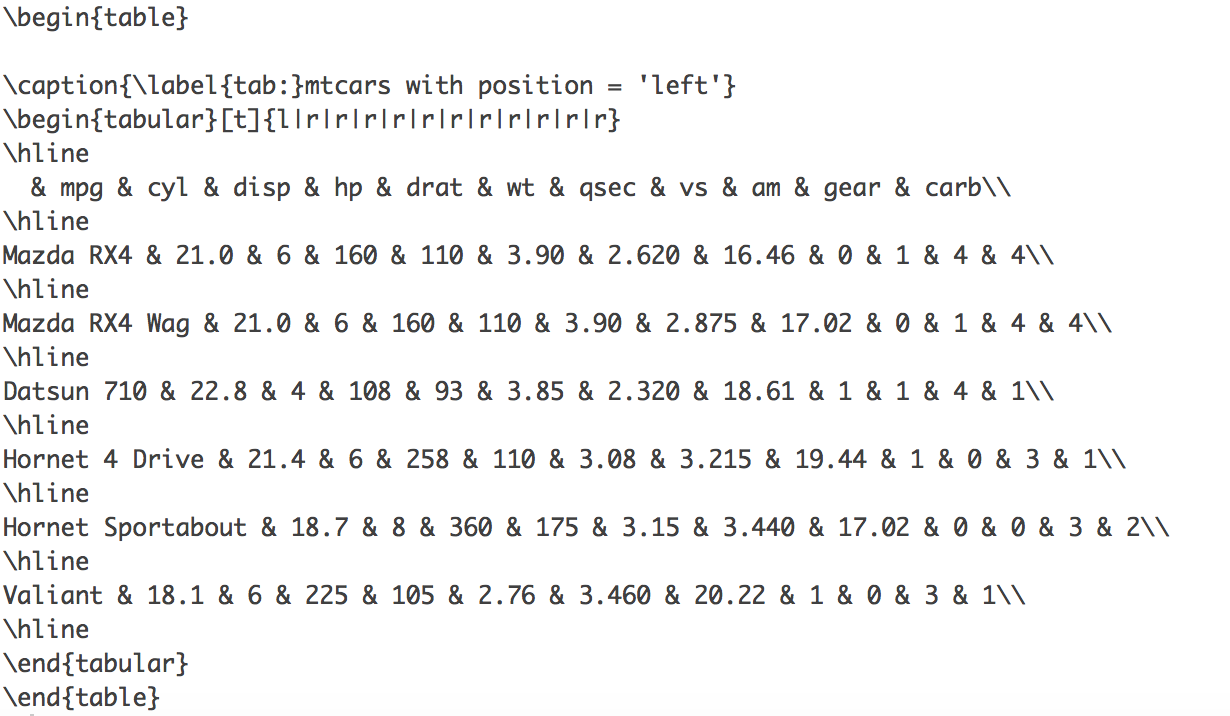 \begin{table}
\caption{\label{tab:}mtcars with position = 'left'}
\begin{tabular}[t]{l|r|r|r|r|r|r|r|r|r|r|r}
\hline
  & mpg & cyl & disp & hp & drat & wt & qsec & vs & am & gear & carb\\
\hline
Mazda RX4 & 21.0 & 6 & 160 & 110 & 3.90 & 2.620 & 16.46 & 0 & 1 & 4 & 4\\
\hline
Mazda RX4 Wag & 21.0 & 6 & 160 & 110 & 3.90 & 2.875 & 17.02 & 0 & 1 & 4 & 4\\
\hline
Datsun 710 & 22.8 & 4 & 108 & 93 & 3.85 & 2.320 & 18.61 & 1 & 1 & 4 & 1\\
\hline
Hornet 4 Drive & 21.4 & 6 & 258 & 110 & 3.08 & 3.215 & 19.44 & 1 & 0 & 3 & 1\\
\hline
Hornet Sportabout & 18.7 & 8 & 360 & 175 & 3.15 & 3.440 & 17.02 & 0 & 0 & 3 & 2\\
\hline
Valiant & 18.1 & 6 & 225 & 105 & 2.76 & 3.460 & 20.22 & 1 & 0 & 3 & 1\\
\hline
\end{tabular}
\end{table}